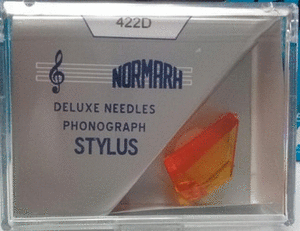 422D
NORMARH
DELUXE NEEDLES
PHONOGRAPH
STYLUS